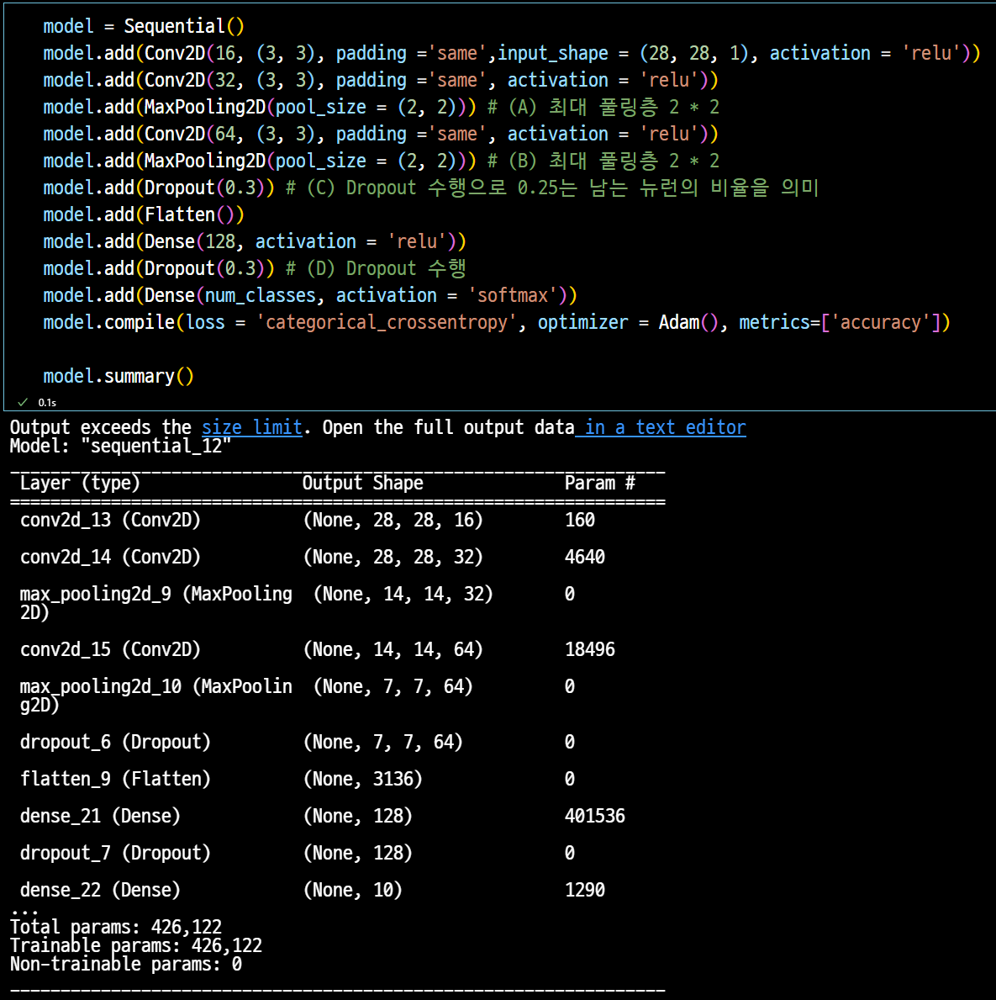 model = Sequential()
model.add(Conv2D(16, (3, 3), padding ='same',input_shape = (28, 28, 1), activation = 'relu'))
model.add(Conv2D(32, (3, 3), padding ='same', activation = 'relu'))
model.add(MaxPooling2D(pool_size = (2, 2))) # (A) 최대 풀링층 2 * 2
model.add(Conv2D(64, (3, 3), padding ='same', activation = 'relu'))
model.add(MaxPooling2D(pool_size = (2, 2))) # (B) 최대 풀링층 2 * 2
model.add(Dropout(0.3)) # (C) Dropout 수행으로 0.25는 남는 뉴런의 비율을 의미
model.add(Flatten())
model.add(Dense(128, activation = 'relu'))
model.add(Dropout(0.3)) # (D) Dropout 수행
model.add(Dense(num_classes, activation = 'softmax'))
model.compile(loss = 'categorical_crossentropy', optimizer = Adam(), metrics=['accuracy'])
model.summary()
✓ 0.1s
Output exceeds the size limit. Open the full output data in a text editor
Model: "sequential_12"
_________________________________________________________________
Layer (type) Output Shape Param #
=================================================================
conv2d_13 (Conv2D) (None, 28, 28, 16) 160
conv2d_14 (Conv2D) (None, 28, 28, 32) 4640
max_pooling2d_9 (MaxPooling (None, 14, 14, 32) 0
2D)
conv2d_15 (Conv2D) (None, 14, 14, 64) 18496
max_pooling2d_10 (MaxPoolin (None, 7, 7, 64) 0
g2D)
dropout_6 (Dropout) (None, 7, 7, 64) 0
flatten_9 (Flatten) (None, 3136) 0
dense_21 (Dense) (None, 128) 401536
dropout_7 (Dropout) (None, 128) 0
dense_22 (Dense) (None, 10) 1290
...
Total params: 426,122
Trainable params: 426,122
Non-trainable params: 0
_________________________________________________________________